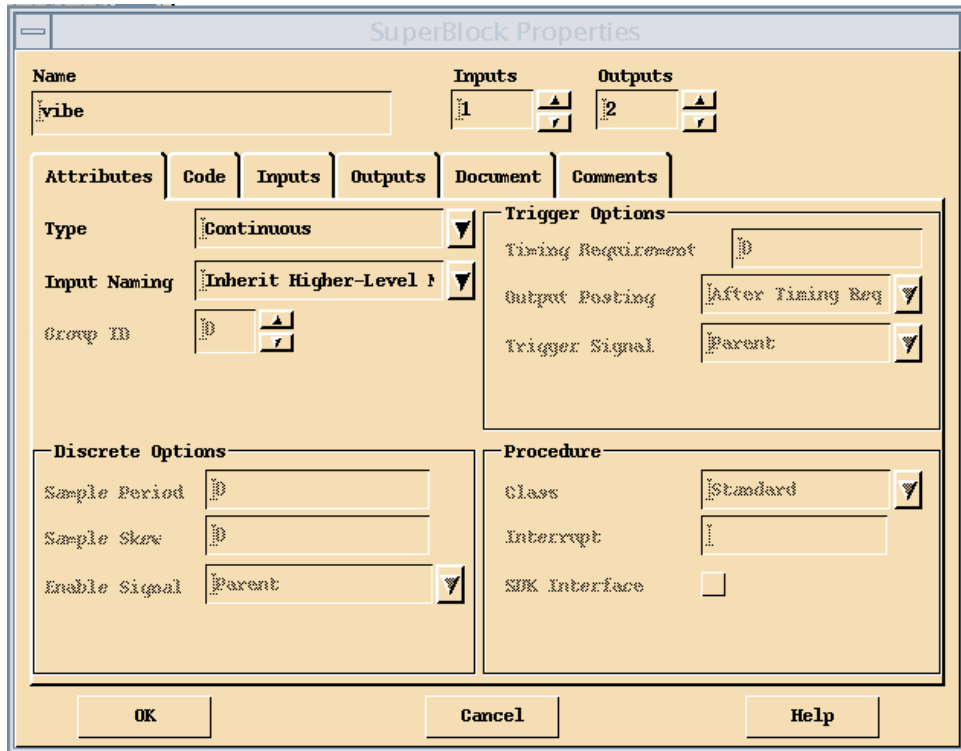 SuperBlock Properties
Name
Inputs
Outputs
vibe
1
2
Attributes
Code
Inputs
Outputs
Document
Comments
Type
Continuous
Input Naming
Inherit Higher-Level
Group ID
0
Trigger Options
Timing Requirement
0
Output Posting
After Timing Req
Trigger Signal
Parent
Discrete Options
Sample Period
0
Sample Skew
0
Enable Signal
Parent
Procedure
Class
Standard
Interrupt
SDK Interface
OK
Cancel
Help